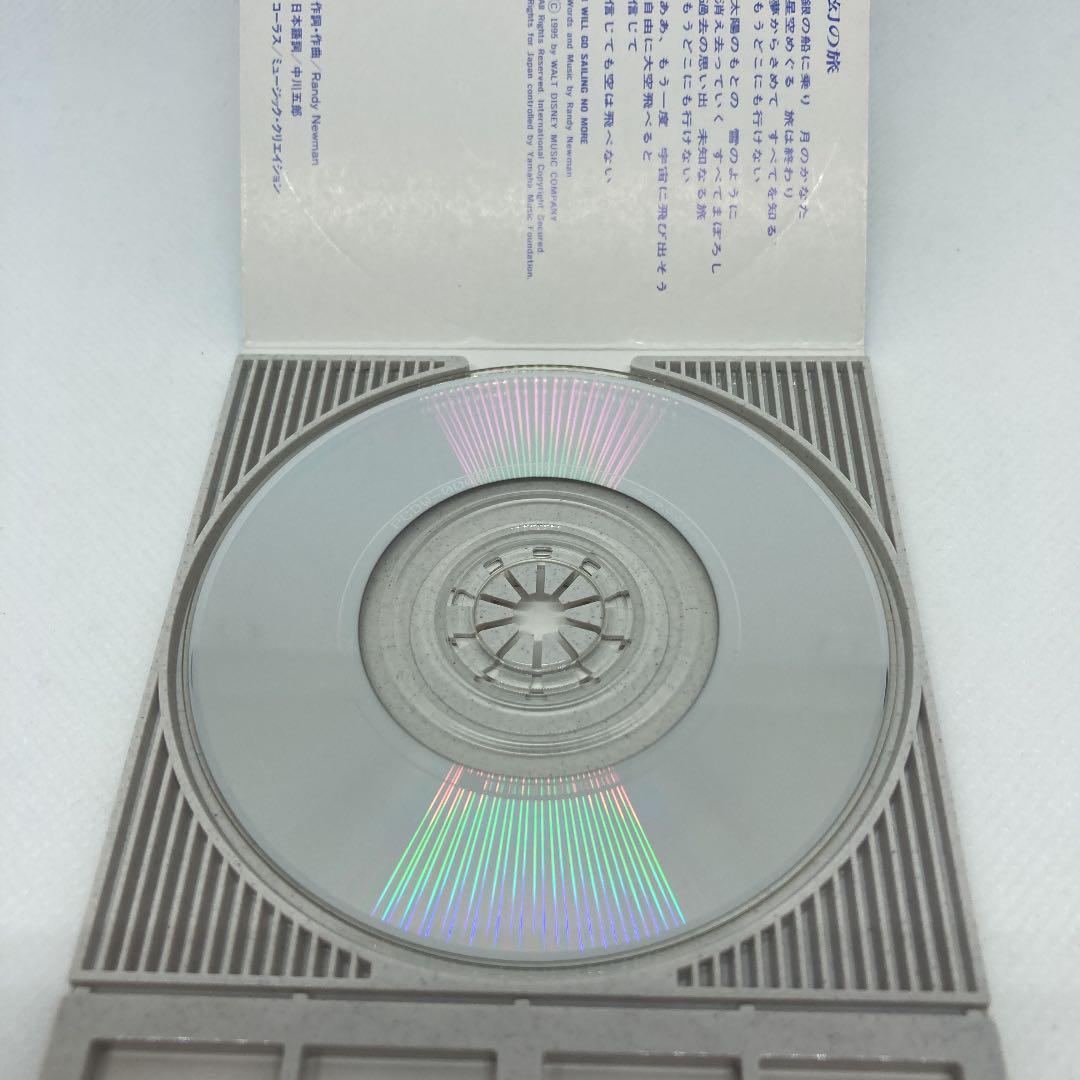 幻の旅
銀の船に乗り　月のかなた
星空めぐる　旅は終わり
夢からさめて　すべてを知る
もうどこにも行けない
太陽のもとの　雪のように
消え去っていく　すべてまぼろし
過去の思い出　未知なる旅
もうどこにも行けない
ああ、もう一度　宇宙に飛び出そう
自由に大空飛べると
信じて
信じても空は飛べない
I WILL GO SAILING NO MORE
Words and Music by Randy Newman
(C) 1995 by WALT DISNEY MUSIC COMPANY
All Rights Reserved. International Copyright Secured.
Rights for Japan controlled by Yamaha Music Foundation.
作詞・作曲／Randy Newman
日本語詞／中川五郎
コーラス／ミュージック・クリエイション